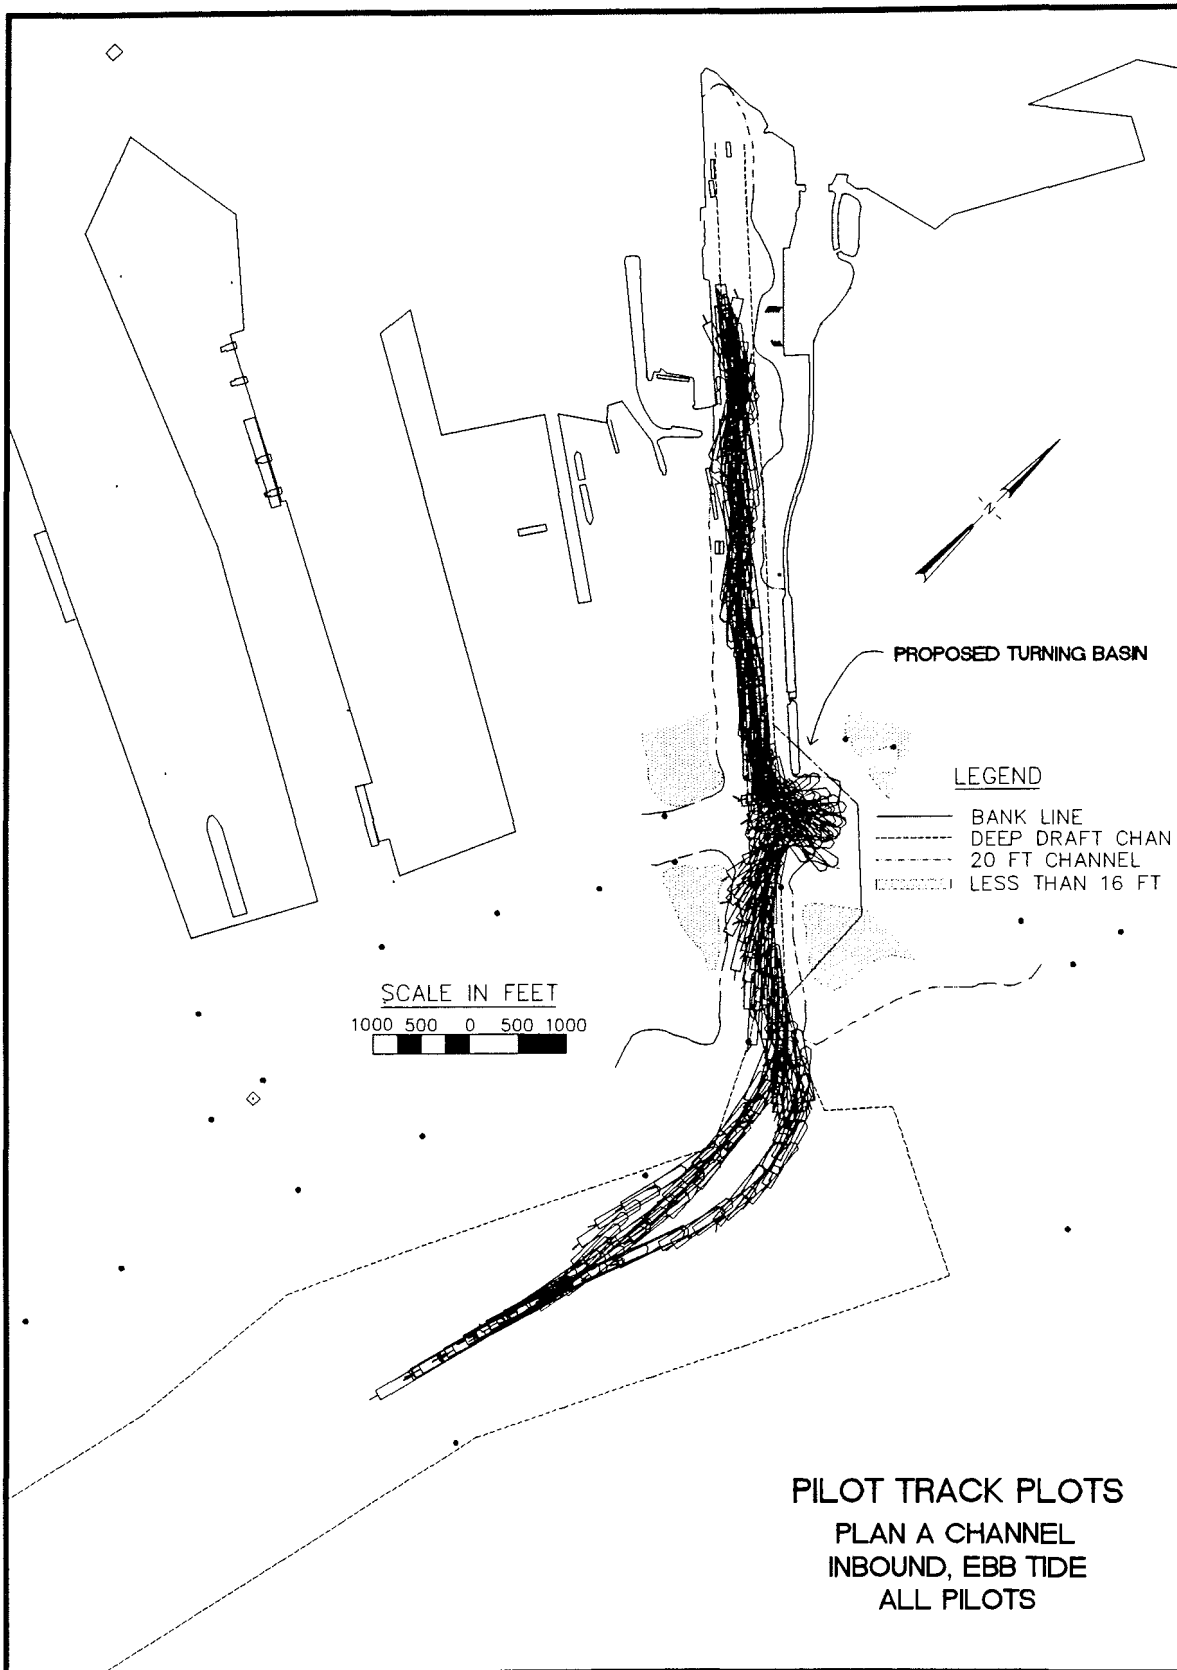 N
PROPOSED TURNING BASIN
LEGEND
BANK LINE
DEEP DRAFT CHAN
20 FT CHANNEL
LESS THAN 16 FT
SCALE IN FEET
1000 500 0 500 1000
PILOT TRACK PLOTS
PLAN A CHANNEL
INBOUND, EBB TIDE
ALL PILOTS